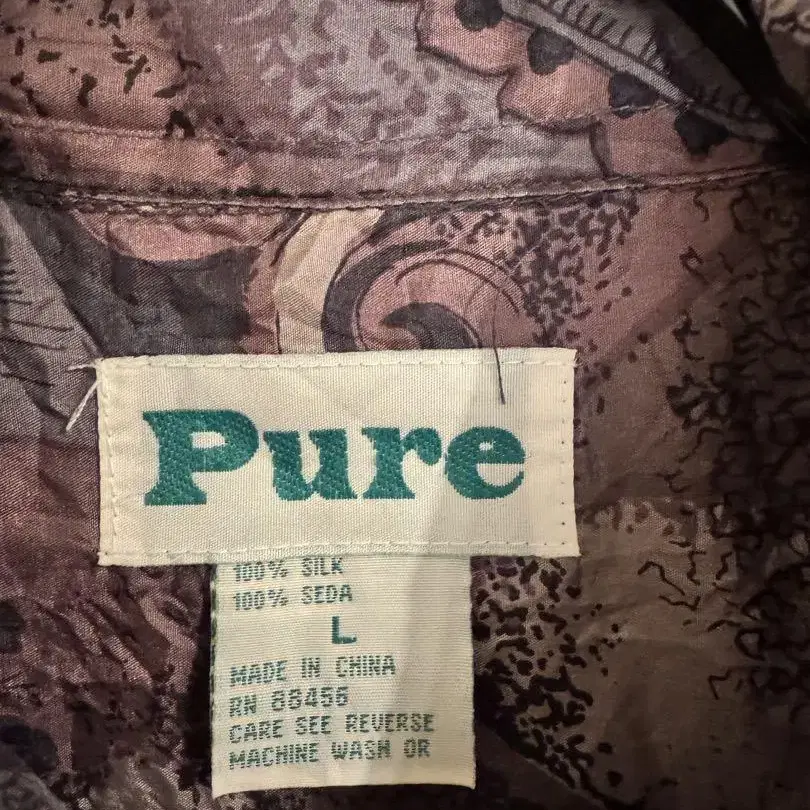 Pure
100% SILK
100% SEDA
L
MADE IN CHINA
RN 88456
CARE SEE REVERSE
MACHINE WASH OR